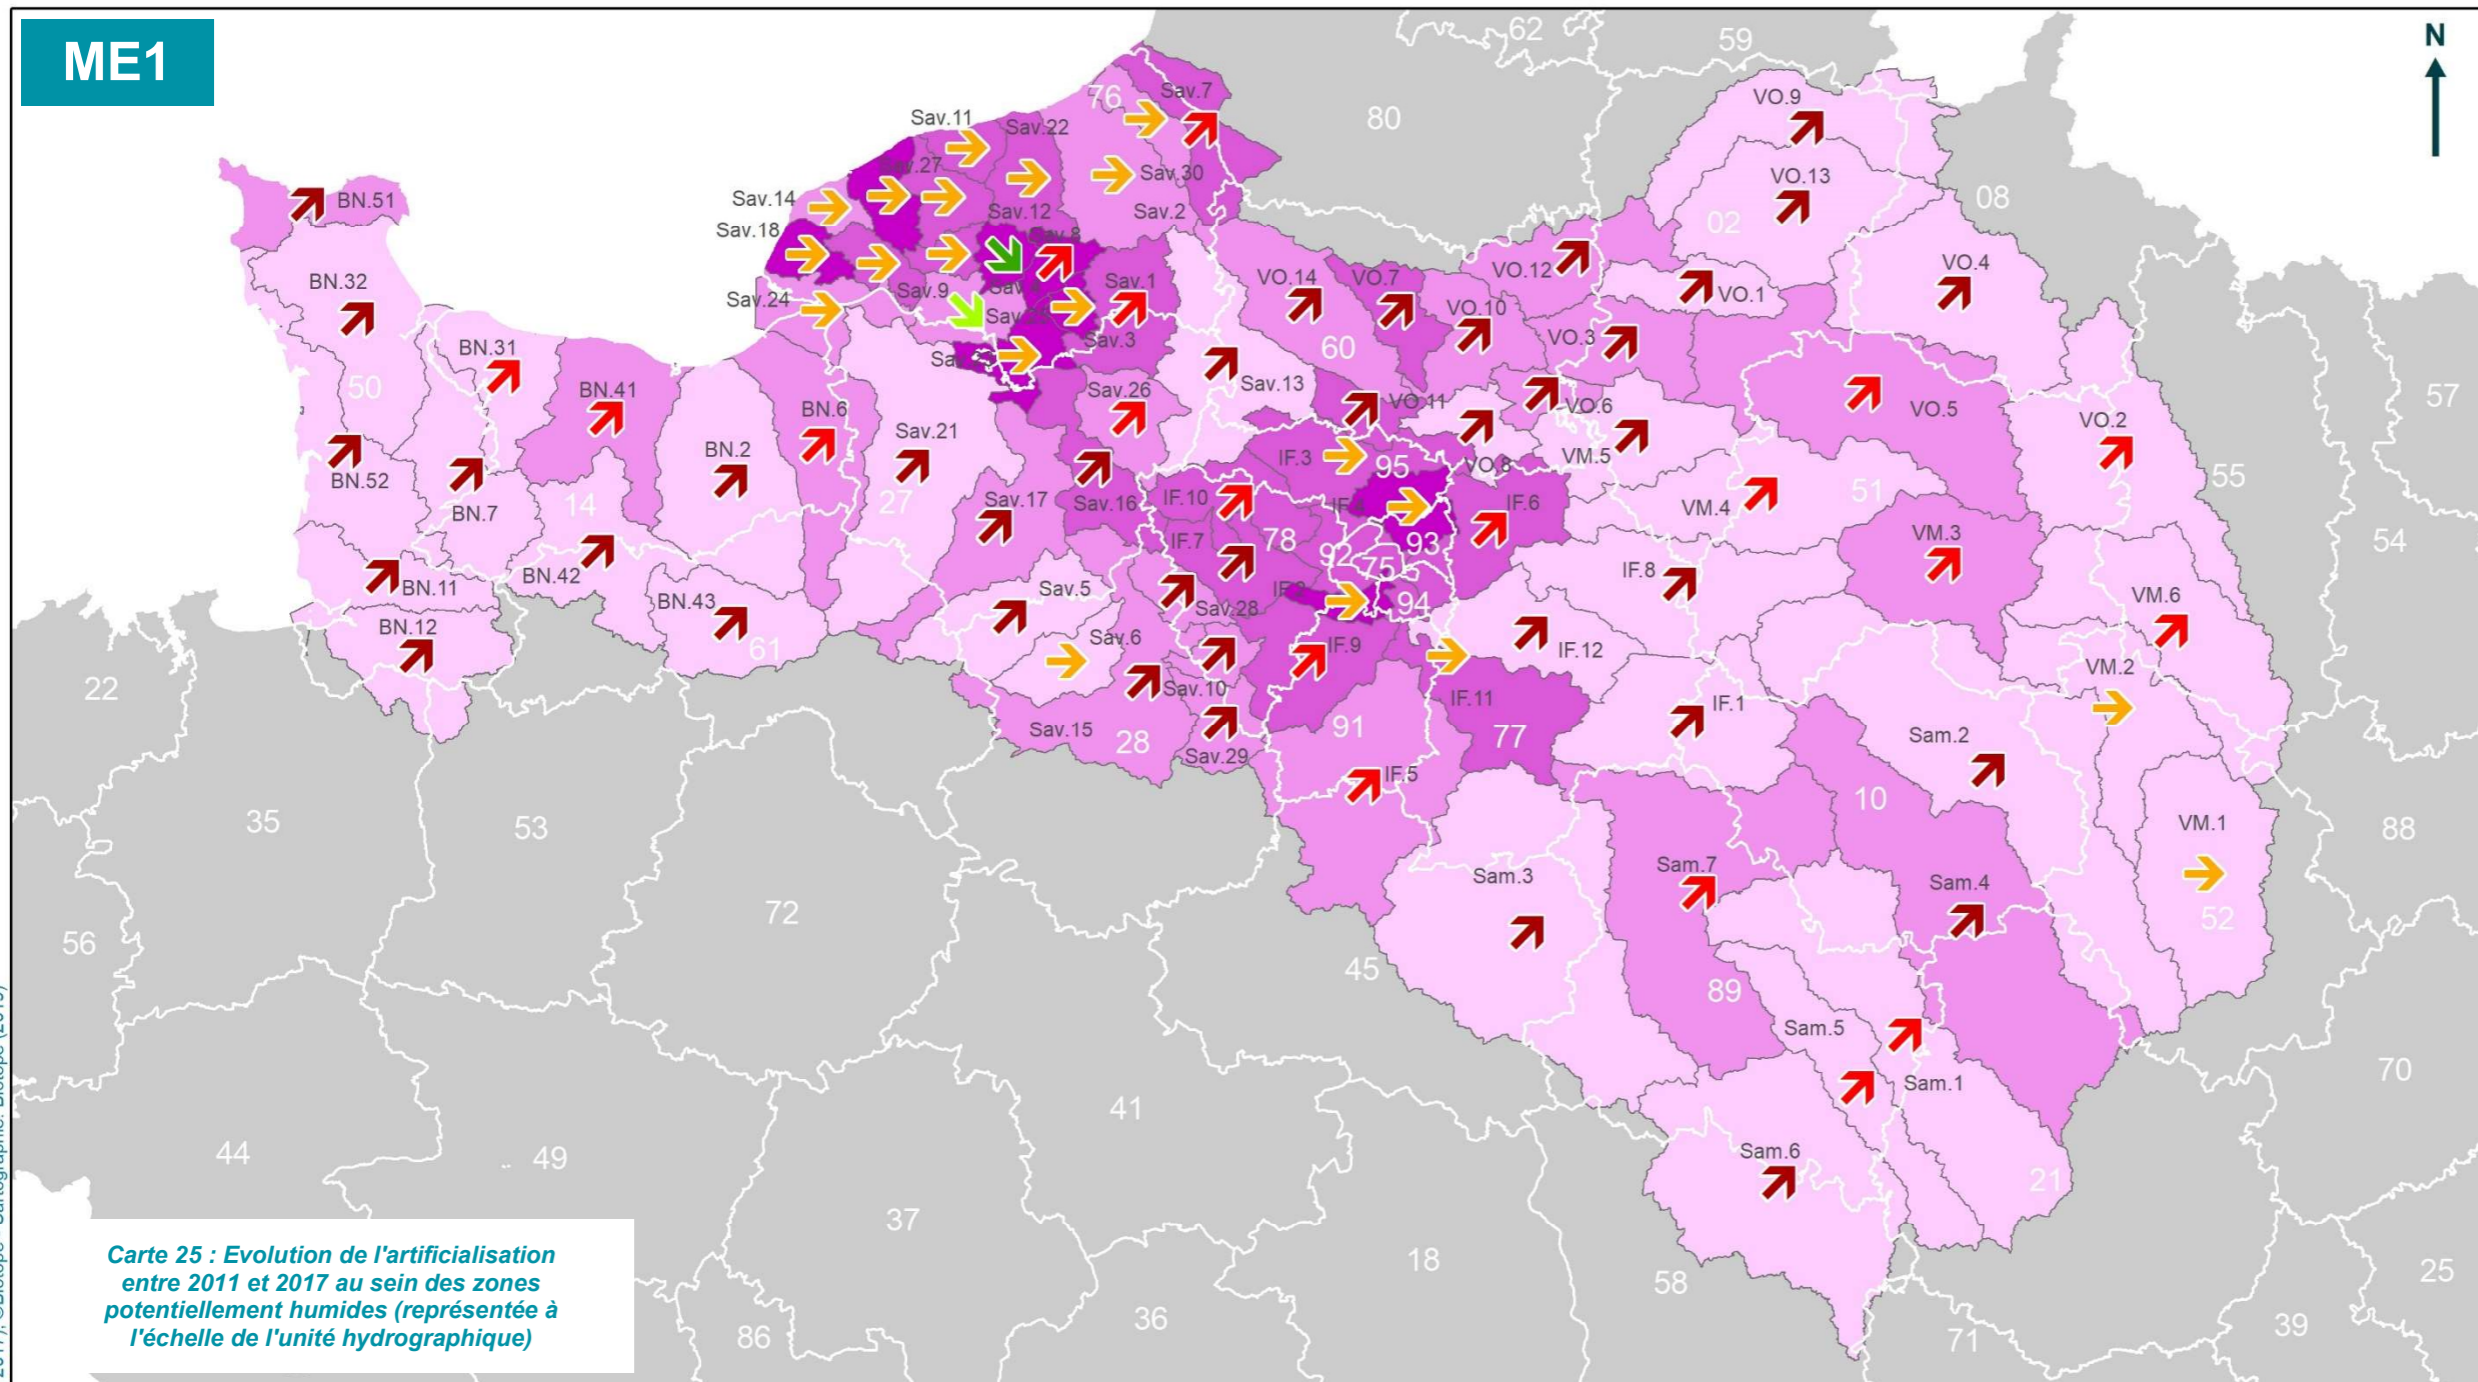 ME1
N
62
59
76
Sav.7
80
VO.9
Sav.11
Sav.22
VO.13
08
02
Sav.27
Sav.30
Sav.14
Sav.12
Sav.2
BN.51
Sav.18
Sav.8
VO.12
VO.4
BN.32
VO.14
VO.7
VO.1
Sav.24
Sav.9
Sav.1
VO.10
VO.3
Sav.3
60
BN.31
50
BN.41
Sav.26
Sav.13
57
BN.6
VO.11
VO.6
VO.5
VO.2
Sav.21
BN.2
IF.3
95
VO.8
VM.5
BN.52
55
BN.7
14
27
Sav.17
Sav.16
IF.10
IF.6
VM.4
51
IF.7
78
92
93
VM.3
54
75
BN.42
BN.11
Sav.5
IF.2
94
IF.8
BN.43
Sav.28
VM.6
BN.12
61
Sav.6
IF.9
IF.12
VM.2
22
Sav.10
IF.11
IF.1
Sav.15
28
91
77
Sav.29
Sam.2
IF.5
35
53
10
VM.1
88
Sam.3
Sam.7
Sam.4
72
52
56
45
89
Sam.5
41
Sam.1
70
44
49
Sam.6
21
37
18
58
25
36
86
71
39
Carte 25 : Evolution de l'artificialisation
entre 2011 et 2017 au sein des zones
potentiellement humides (représentée à
l'échelle de l'unité hydrographique)